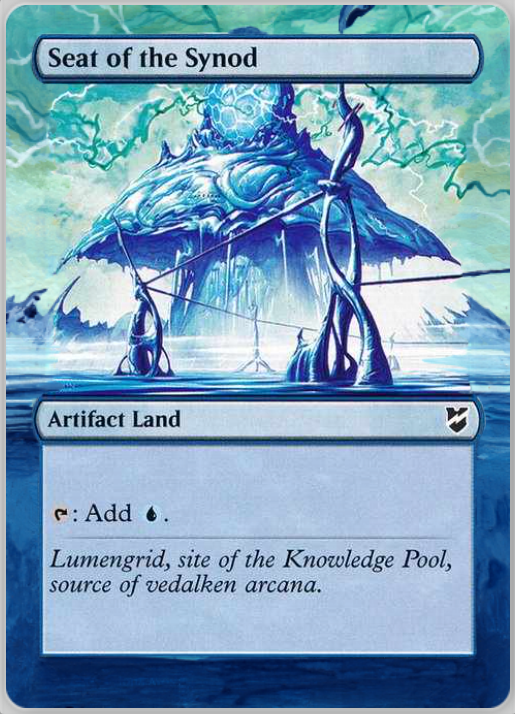 Seat of the Synod
Artifact Land
: Add .
Lumengrid, site of the Knowledge Pool,
source of vedalken arcana.